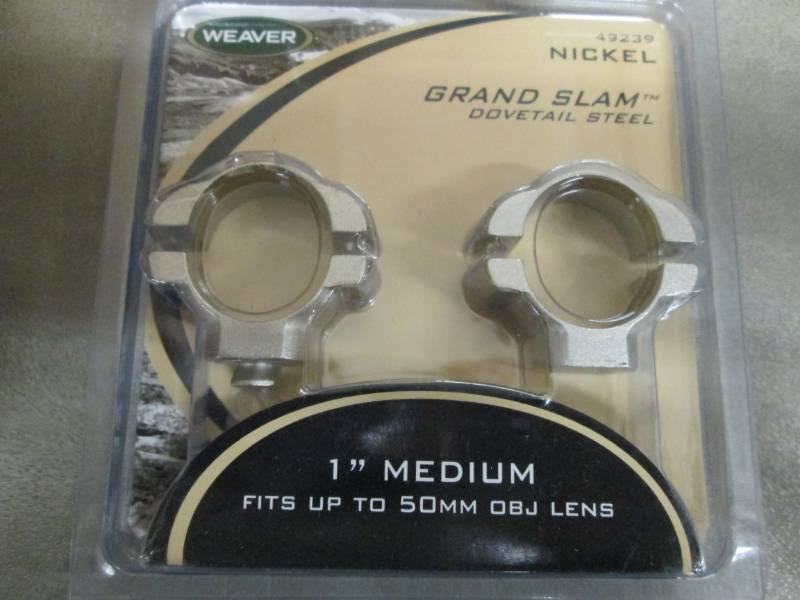 WEAVER
49239
NICKEL
GRAND SLAM™
DOVETAIL STEEL
1” MEDIUM
FITS UP TO 50MM OBJ LENS